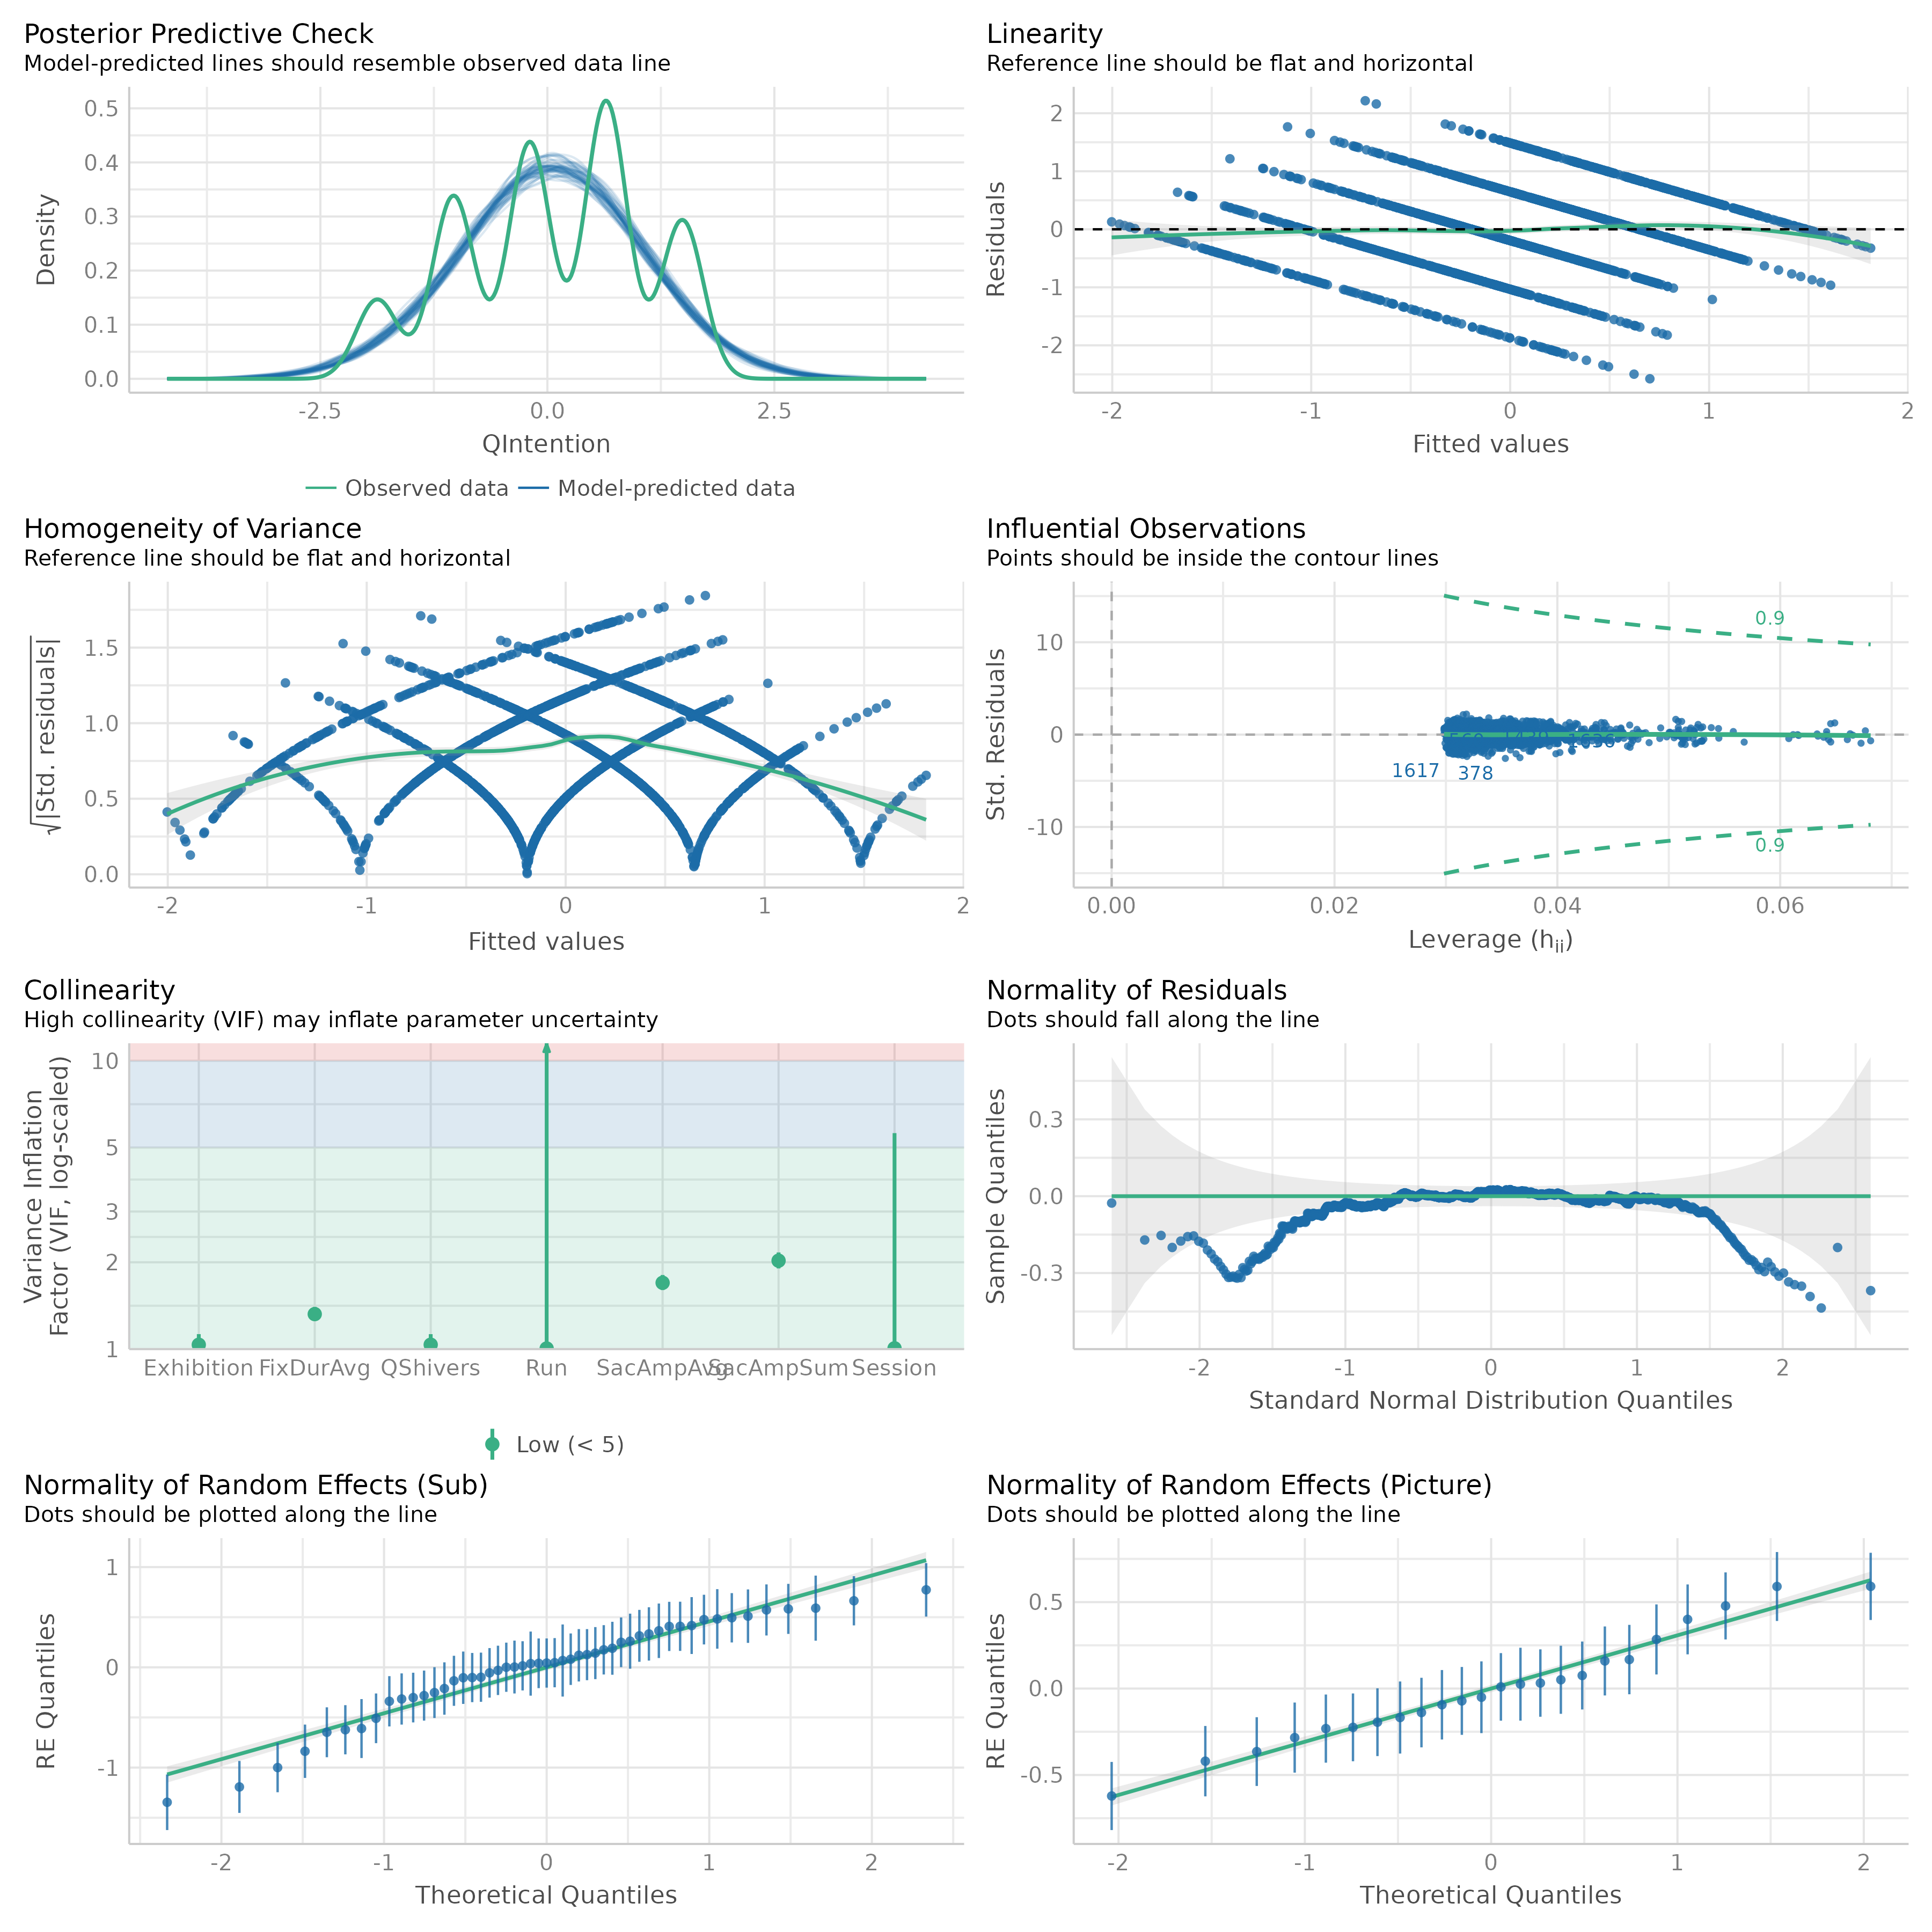 Posterior Predictive Check
Model-predicted lines should resemble observed data line
0.5
0.4
0.3
0.2
0.1
0.0
Density
-2.5
0.0
2.5
QIntention
Observed data
Model-predicted data
Linearity
Reference line should be flat and horizontal
2
1
0
-1
-2
Residuals
-2
-1
0
1
2
Fitted values
Homogeneity of Variance
Reference line should be flat and horizontal
1.5
1.0
0.5
0.0
√|Std. residuals|
-2
-1
0
1
2
Fitted values
Influential Observations
Points should be inside the contour lines
10
0
-10
Std. Residuals
0.9
0.9
1617
378
0.00
0.02
0.04
0.06
Leverage (hii)
Collinearity
High collinearity (VIF) may inflate parameter uncertainty
10
5
3
2
1
Variance Inflation
Factor (VIF, log-scaled)
Exhibition
FixDurAvg
QShivers
Run
SacAmpAvg
SacAmpSum
Session
Low (< 5)
Normality of Residuals
Dots should fall along the line
0.3
0.0
-0.3
Sample Quantiles
-2
-1
0
1
2
Standard Normal Distribution Quantiles
Normality of Random Effects (Sub)
Dots should be plotted along the line
1
0
-1
RE Quantiles
-2
-1
0
1
2
Theoretical Quantiles
Normality of Random Effects (Picture)
Dots should be plotted along the line
0.5
0.0
-0.5
RE Quantiles
-2
-1
0
1
2
Theoretical Quantiles